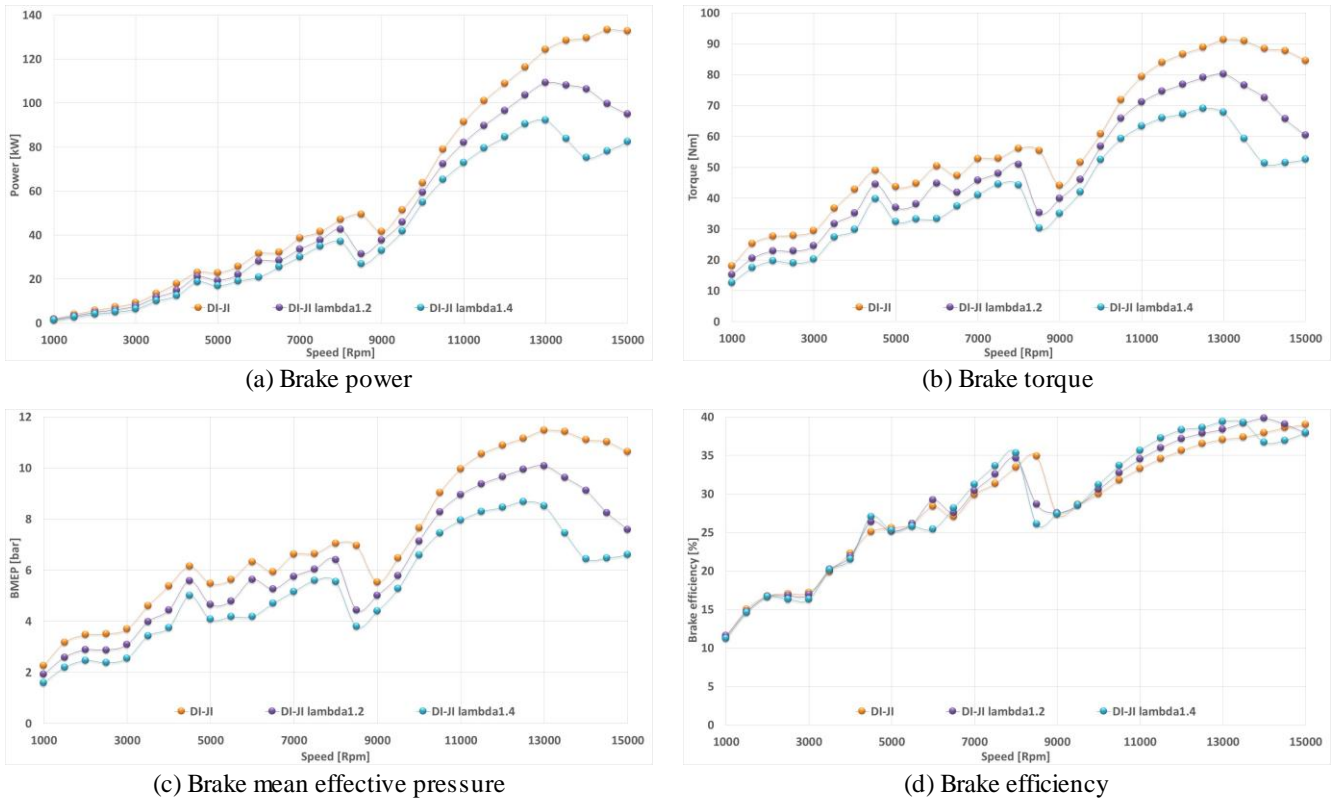 140
120
100
80
60
40
20
0
Power [kW]
DI-JI DI-JI lambda1.2 DI-JI lambda1.4
1000 3000 5000 7000 9000 11000 13000 15000
Speed [Rpm]
(a) Brake power
100
90
80
70
60
50
40
30
20
10
0
Torque [Nm]
DI-JI DI-JI lambda1.2 DI-JI lambda1.4
1000 3000 5000 7000 9000 11000 13000 15000
Speed [Rpm]
(b) Brake torque
12
10
8
6
4
2
0
BMEP [bar]
DI-JI DI-JI lambda1.2 DI-JI lambda1.4
1000 3000 5000 7000 9000 11000 13000 15000
Speed [Rpm]
(c) Brake mean effective pressure
40
35
30
25
20
15
10
5
0
Brake efficiency [%]
DI-JI DI-JI lambda1.2 DI-JI lambda1.4
1000 3000 5000 7000 9000 11000 13000 15000
Speed [Rpm]
(d) Brake efficiency